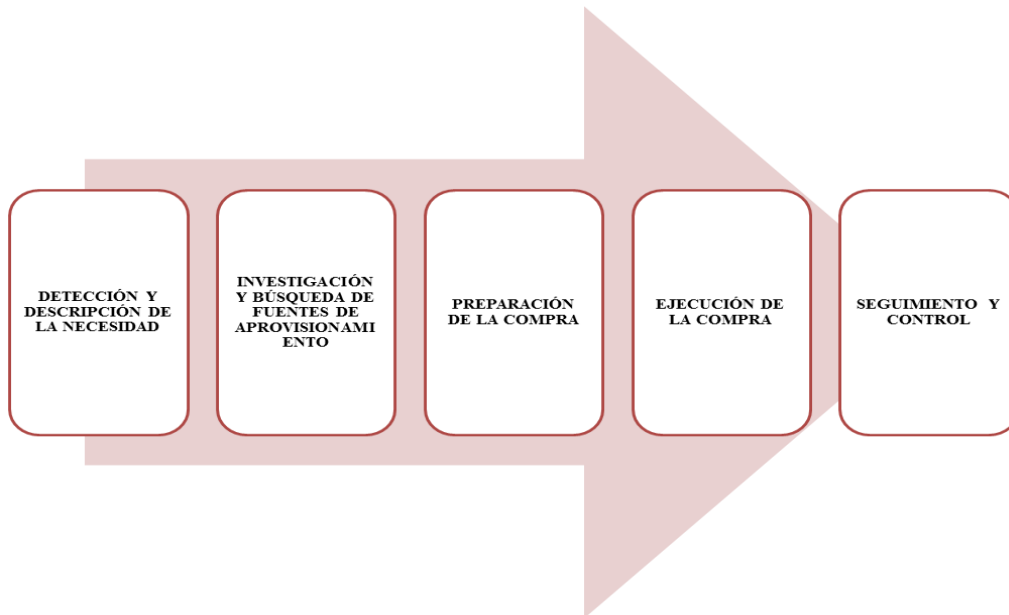 DETECCIÓN Y
DESCRIPCIÓN DE
LA NECESIDAD
INVESTIGACIÓN
Y BÚSQUEDA DE
FUENTES DE
APROVISIONAMI
ENTO
PREPARACIÓN
DE LA COMPRA
EJECUCIÓN DE
LA COMPRA
SEGUIMIENTO Y
CONTROL